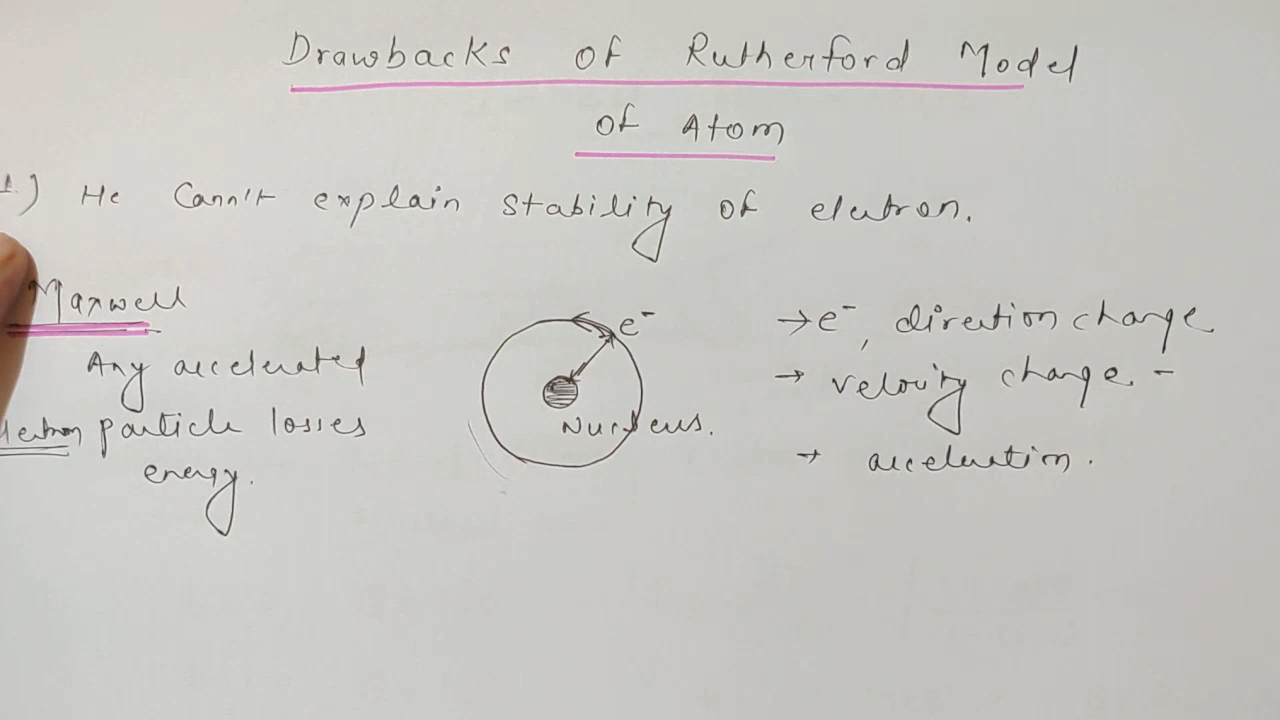 Drawbacks of Rutherford Model
of Atom
1.) He Cann't explain stability of electron.
Maxwell
Any accelerated
particle losses
energy.
e⁻
Nucleus.
→ e⁻, direction change
→ velocity change. -
→ acceleration.